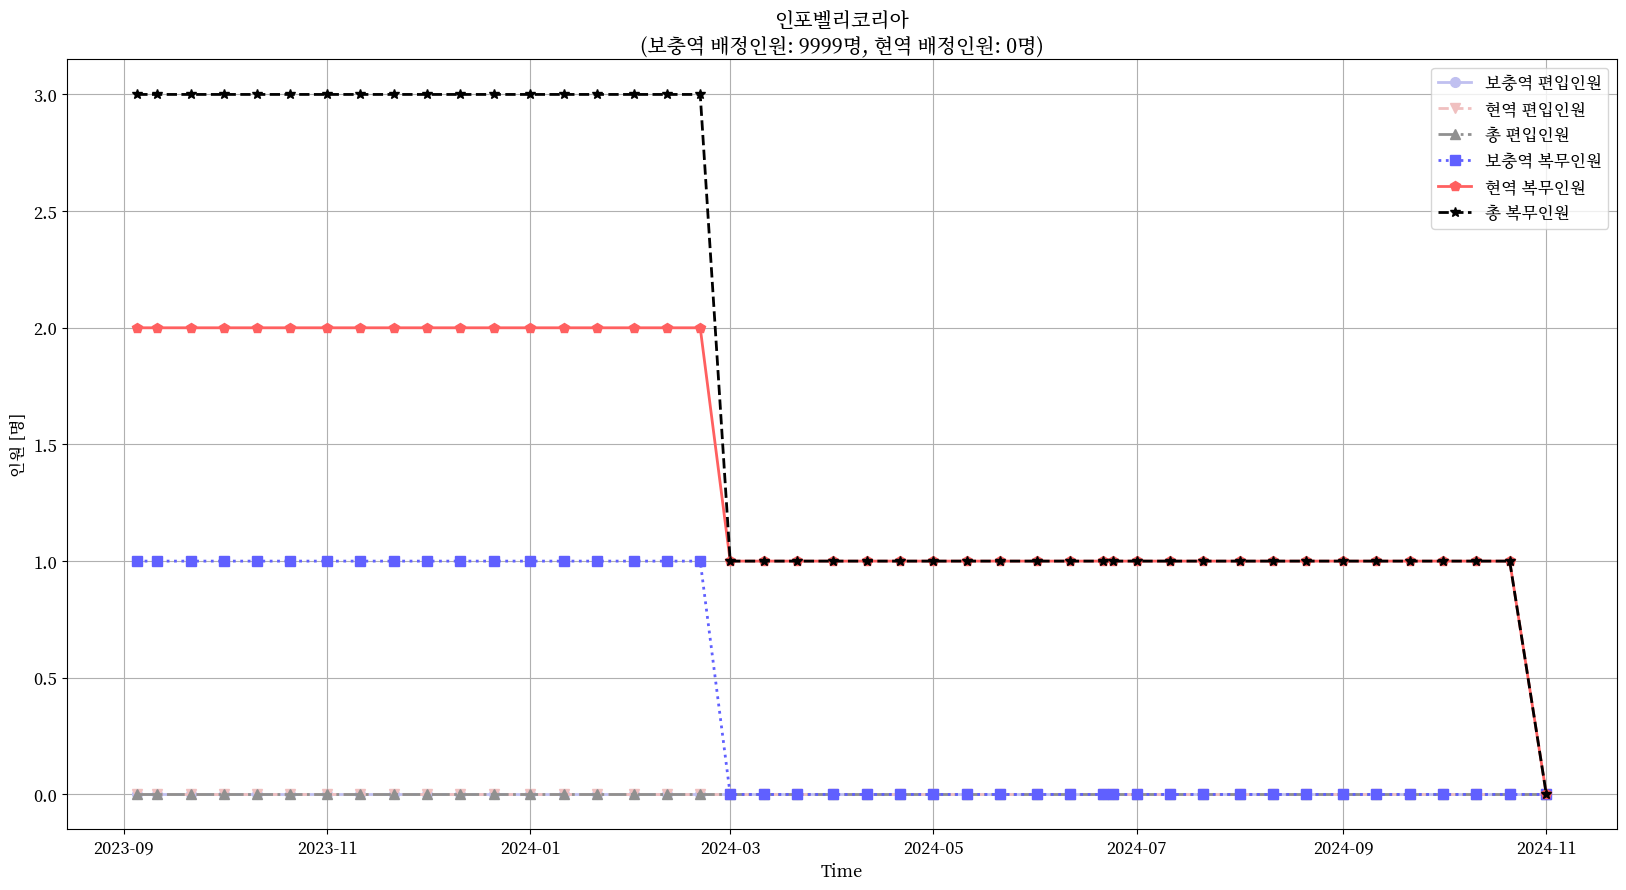 인포벨리코리아
(보충역 배정인원: 9999명, 현역 배정인원: 0명)
보충역 편입인원
현역 편입인원
총 편입인원
보충역 복무인원
현역 복무인원
총 복무인원
인원 [명]
3.0
2.5
2.0
1.5
1.0
0.5
0.0
2023-09
2023-11
2024-01
2024-03
2024-05
2024-07
2024-09
2024-11
Time